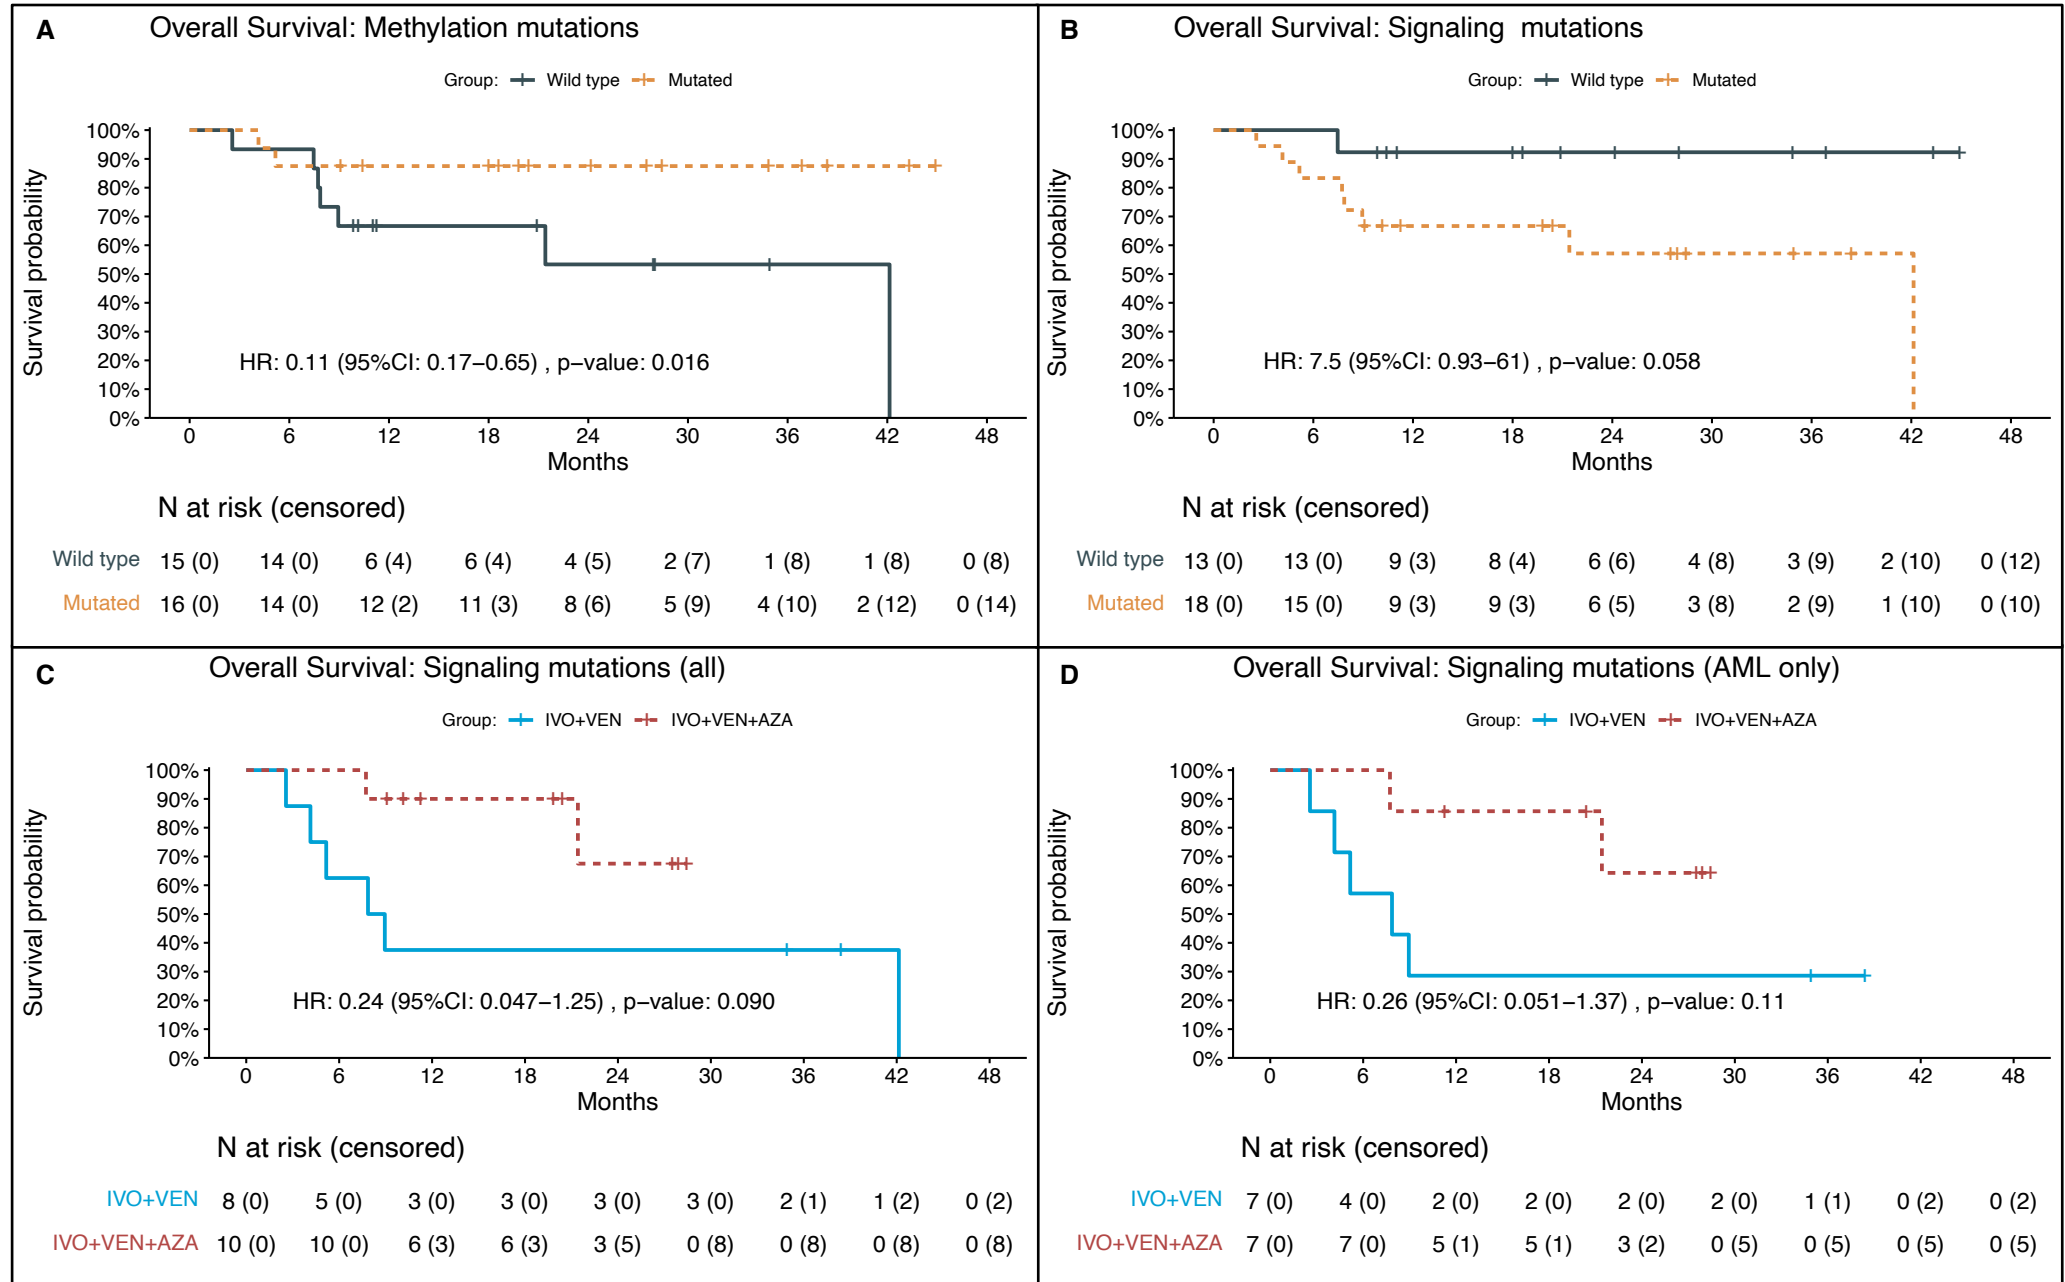 A
Overall Survival: Methylation mutations
Group: Wild type Mutated
100%
90%
80%
70%
60%
50%
40%
30%
20%
10%
0%
Survival probability
HR: 0.11 (95%CI: 0.17–0.65) , p–value: 0.016
0 6 12 18 24 30 36 42 48
Months
N at risk (censored)
Wild type 15 (0) 14 (0) 6 (4) 6 (4) 4 (5) 2 (7) 1 (8) 1 (8) 0 (8)
Mutated 16 (0) 14 (0) 12 (2) 11 (3) 8 (6) 5 (9) 4 (10) 2 (12) 0 (14)
B
Overall Survival: Signaling  mutations
Group: Wild type Mutated
100%
90%
80%
70%
60%
50%
40%
30%
20%
10%
0%
Survival probability
HR: 7.5 (95%CI: 0.93–61) , p–value: 0.058
0 6 12 18 24 30 36 42 48
Months
N at risk (censored)
Wild type 13 (0) 13 (0) 9 (3) 8 (4) 6 (6) 4 (8) 3 (9) 2 (10) 0 (12)
Mutated 18 (0) 15 (0) 9 (3) 9 (3) 6 (5) 3 (8) 2 (9) 1 (10) 0 (10)
C
Overall Survival: Signaling mutations (all)
Group: IVO+VEN IVO+VEN+AZA
100%
90%
80%
70%
60%
50%
40%
30%
20%
10%
0%
Survival probability
HR: 0.24 (95%CI: 0.047–1.25) , p–value: 0.090
0 6 12 18 24 30 36 42 48
Months
N at risk (censored)
IVO+VEN 8 (0) 5 (0) 3 (0) 3 (0) 3 (0) 3 (0) 2 (1) 1 (2) 0 (2)
IVO+VEN+AZA 10 (0) 10 (0) 6 (3) 6 (3) 3 (5) 0 (8) 0 (8) 0 (8) 0 (8)
D
Overall Survival: Signaling mutations (AML only)
Group: IVO+VEN IVO+VEN+AZA
100%
90%
80%
70%
60%
50%
40%
30%
20%
10%
0%
Survival probability
HR: 0.26 (95%CI: 0.051–1.37) , p–value: 0.11
0 6 12 18 24 30 36 42 48
Months
N at risk (censored)
IVO+VEN 7 (0) 4 (0) 2 (0) 2 (0) 2 (0) 2 (0) 1 (1) 0 (2) 0 (2)
IVO+VEN+AZA 7 (0) 7 (0) 5 (1) 5 (1) 3 (2) 0 (5) 0 (5) 0 (5) 0 (5)